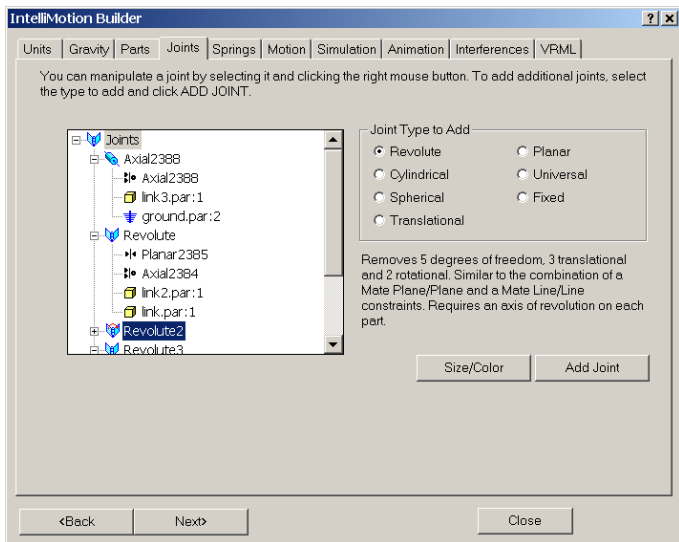 IntelliMotion Builder
Units Gravity Parts Joints Springs Motion Simulation Animation Interferences VRML
You can manipulate a joint by selecting it and clicking the right mouse button. To add additional joints, select
the type to add and click ADD JOINT.
Joints
Axial2388
Axial2388
link3.par:1
ground.par:2
Revolute
Planar2385
Axial2384
link2.par:1
link.par:1
Revolute2
Revolute3
Joint Type to Add
Revolute Planar
Cylindrical Universal
Spherical Fixed
Translational
Removes 5 degrees of freedom, 3 translational
and 2 rotational. Similar to the combination of a
Mate Plane/Plane and a Mate Line/Line
constraints. Requires an axis of revolution on each
part.
Size/Color Add Joint
<Back Next> Close